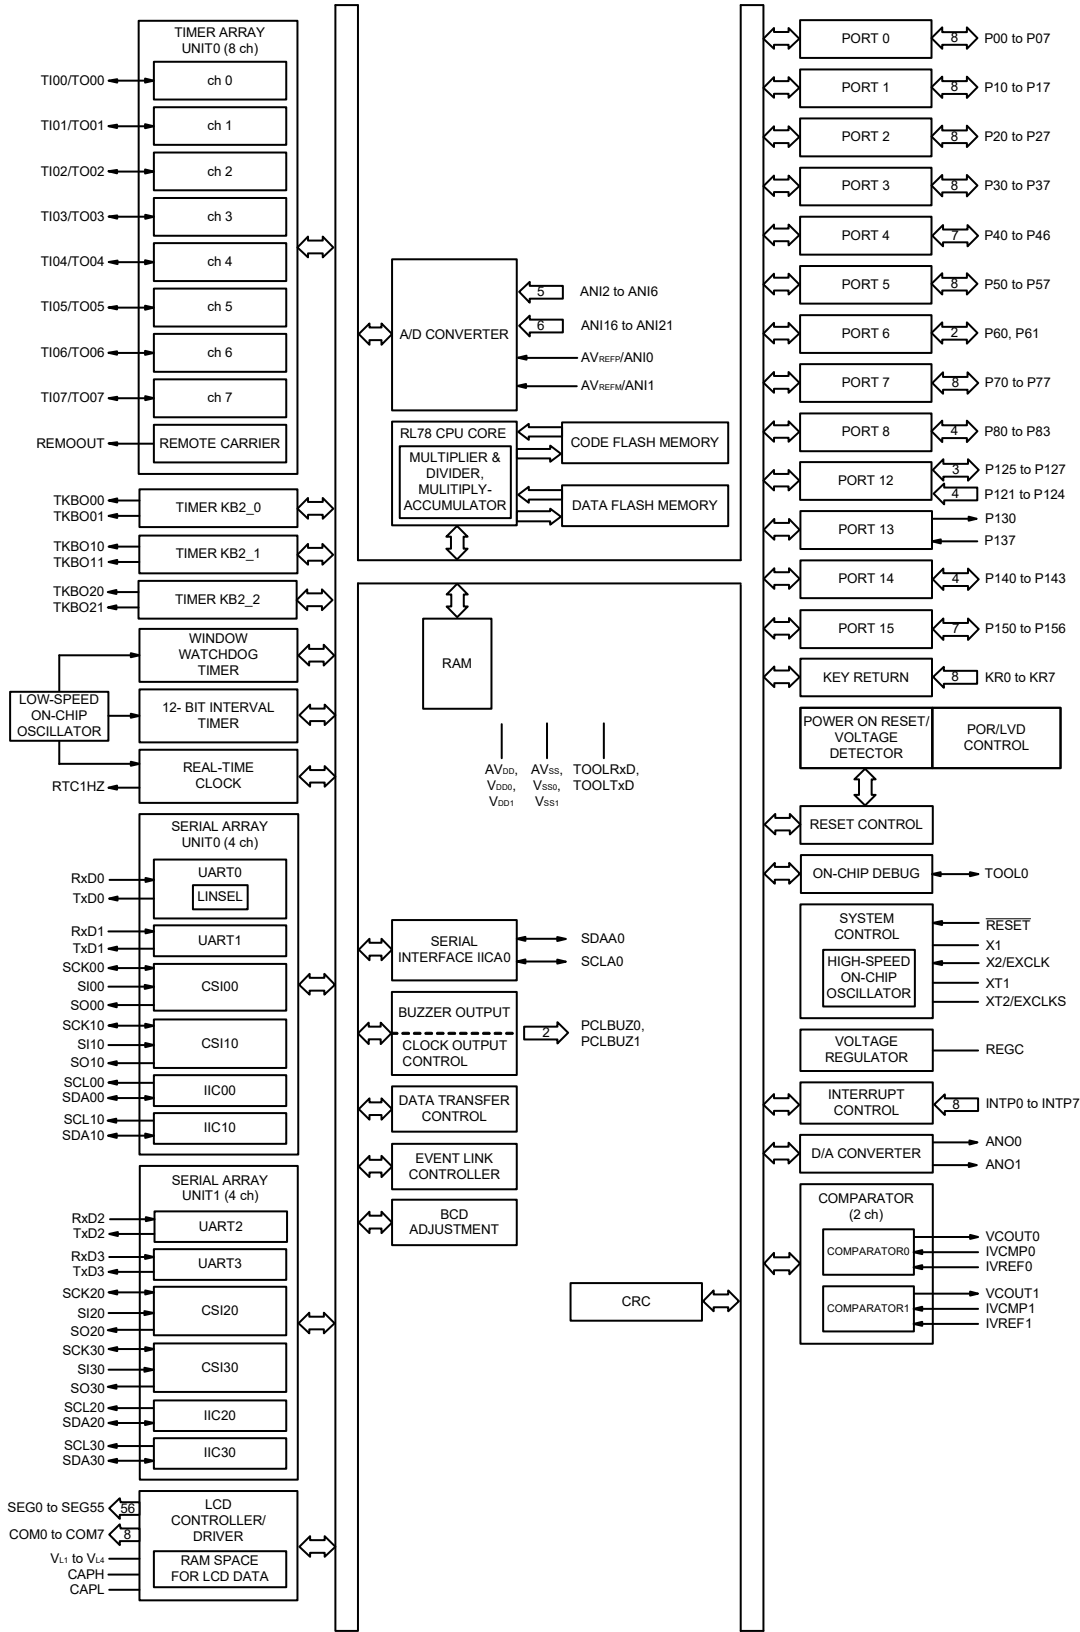 TIMER ARRAY
UNIT0 (8 ch)
TI00/TO00
ch 0
TI01/TO01
ch 1
TI02/TO02
ch 2
TI03/TO03
ch 3
TI04/TO04
ch 4
TI05/TO05
ch 5
TI06/TO06
ch 6
TI07/TO07
ch 7
REMOOUT
REMOTE CARRIER
TKBO00
TKBO01
TIMER KB2_0
TKBO10
TKBO11
TIMER KB2_1
TKBO20
TKBO21
TIMER KB2_2
WINDOW
WATCHDOG
TIMER
LOW-SPEED
ON-CHIP
OSCILLATOR
12- BIT INTERVAL
TIMER
REAL-TIME
CLOCK
RTC1HZ
SERIAL ARRAY
UNIT0 (4 ch)
UART0
LINSEL
RxD0
TxD0
RxD1
TxD1
UART1
SCK00
SI00
SO00
CSI00
SCK10
SI10
SO10
CSI10
SCL00
SDA00
IIC00
SCL10
SDA10
IIC10
SERIAL ARRAY
UNIT1 (4 ch)
RxD2
TxD2
UART2
RxD3
TxD3
UART3
SCK20
SI20
SO20
CSI20
SCK30
SI30
SO30
CSI30
SCL20
SDA20
IIC20
SCL30
SDA30
IIC30
SEG0 to SEG55
56
COM0 to COM7
8
VL1 to VL4
CAPH
CAPL
LCD
CONTROLLER/
DRIVER
RAM SPACE
FOR LCD DATA
A/D CONVERTER
5
ANI2 to ANI6
6
ANI16 to ANI21
AVREFP/ANI0
AVREFM/ANI1
RL78 CPU CORE
MULTIPLIER &
DIVIDER,
MULITIPLY-
ACCUMULATOR
CODE FLASH MEMORY
DATA FLASH MEMORY
RAM
AVDD,
VDD0,
VDD1
AVSS,
VSS0,
VSS1
TOOLRxD,
TOOLTxD
SERIAL
INTERFACE IICA0
SDAA0
SCLA0
BUZZER OUTPUT
CLOCK OUTPUT
CONTROL
2
PCLBUZ0,
PCLBUZ1
DATA TRANSFER
CONTROL
EVENT LINK
CONTROLLER
BCD
ADJUSTMENT
CRC
PORT 0
8
P00 to P07
PORT 1
8
P10 to P17
PORT 2
8
P20 to P27
PORT 3
8
P30 to P37
PORT 4
7
P40 to P46
PORT 5
8
P50 to P57
PORT 6
2
P60, P61
PORT 7
8
P70 to P77
PORT 8
4
P80 to P83
PORT 12
3
P125 to P127
4
P121 to P124
PORT 13
P130
P137
PORT 14
4
P140 to P143
PORT 15
7
P150 to P156
KEY RETURN
8
KR0 to KR7
POWER ON RESET/
VOLTAGE
DETECTOR
POR/LVD
CONTROL
RESET CONTROL
ON-CHIP DEBUG
TOOL0
SYSTEM
CONTROL
HIGH-SPEED
ON-CHIP
OSCILLATOR
RESET
X1
X2/EXCLK
XT1
XT2/EXCLKS
VOLTAGE
REGULATOR
REGC
INTERRUPT
CONTROL
8
INTP0 to INTP7
D/A CONVERTER
ANO0
ANO1
COMPARATOR
(2 ch)
COMPARATOR0
VCOUT0
IVCMP0
IVREF0
COMPARATOR1
VCOUT1
IVCMP1
IVREF1